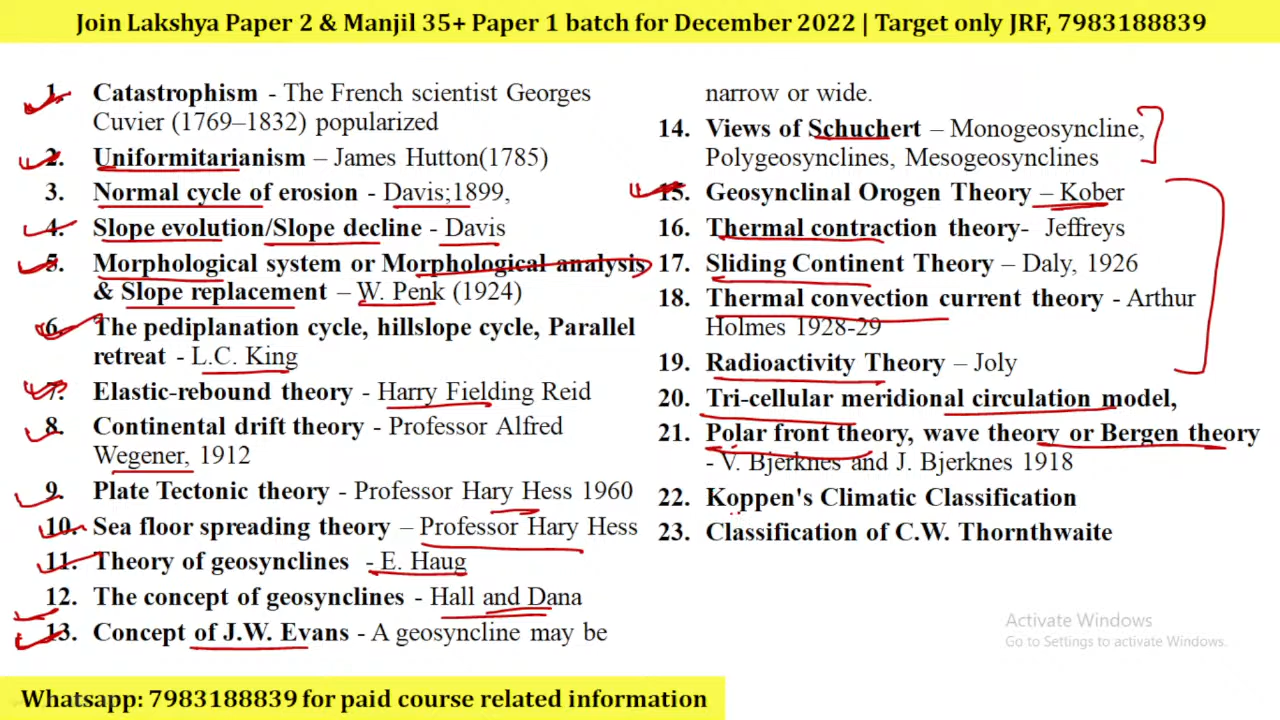 Join Lakshya Paper 2 & Manjil 35+ Paper 1 batch for December 2022 | Target only JRF, 7983188839
1. Catastrophism - The French scientist Georges
Cuvier (1769–1832) popularized
2. Uniformitarianism – James Hutton(1785)
3. Normal cycle of erosion - Davis;1899,
4. Slope evolution/Slope decline - Davis
5. Morphological system or Morphological analysis
& Slope replacement – W. Penk (1924)
6. The pediplanation cycle, hillslope cycle, Parallel
retreat - L.C. King
7. Elastic-rebound theory - Harry Fielding Reid
8. Continental drift theory - Professor Alfred
Wegener, 1912
9. Plate Tectonic theory - Professor Hary Hess 1960
10. Sea floor spreading theory – Professor Hary Hess
11. Theory of geosynclines - E. Haug
12. The concept of geosynclines - Hall and Dana
13. Concept of J.W. Evans - A geosyncline may be
narrow or wide.
14. Views of Schuchert – Monogeosyncline,
Polygeosynclines, Mesogeosynclines
15. Geosynclinal Orogen Theory – Kober
16. Thermal contraction theory- Jeffreys
17. Sliding Continent Theory – Daly, 1926
18. Thermal convection current theory - Arthur
Holmes 1928-29
19. Radioactivity Theory – Joly
20. Tri-cellular meridional circulation model,
21. Polar front theory, wave theory or Bergen theory
- V. Bjerknes and J. Bjerknes 1918
22. Koppen's Climatic Classification
23. Classification of C.W. Thornthwaite
Activate Windows
Go to Settings to activate Windows.
Whatsapp: 7983188839 for paid course related information